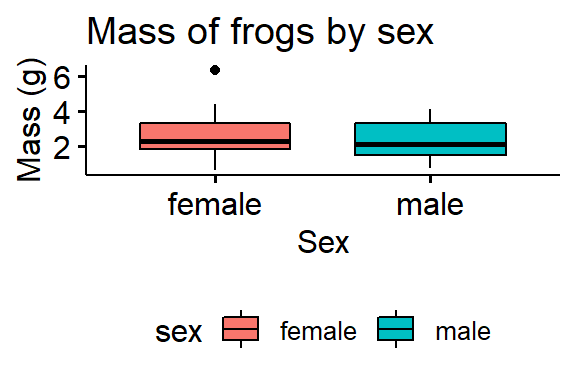 Mass of frogs by sex
Mass (g)
6
4
2
female male
Sex
sex female male